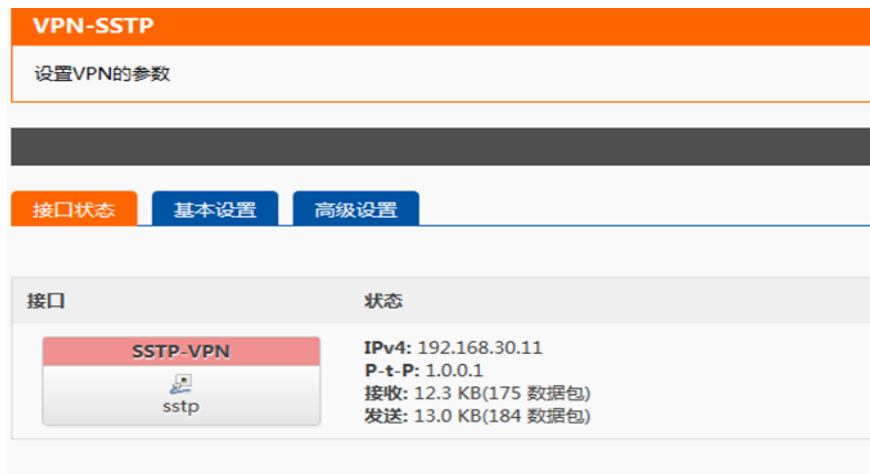 VPN-SSTP
设置VPN的参数
接口状态 基本设置 高级设置
接口 状态
SSTP-VPN
sstp
IPv4: 192.168.30.11
P-t-P: 1.0.0.1
接收: 12.3 KB(175 数据包)
发送: 13.0 KB(184 数据包)